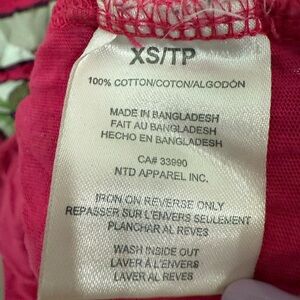 XS/TP
100% COTTON/COTON/ALGODÓN
MADE IN BANGLADESH
FAIT AU BANGLADESH
HECHO EN BANGLADESH
CA# 33990
NTD APPAREL INC.
IRON ON REVERSE ONLY
REPASSER SUR L'ENVERS SEULEMENT
PLANCHAR AL REVES
WASH INSIDE OUT
LAVER À L'ENVERS
LAVER AL REVES